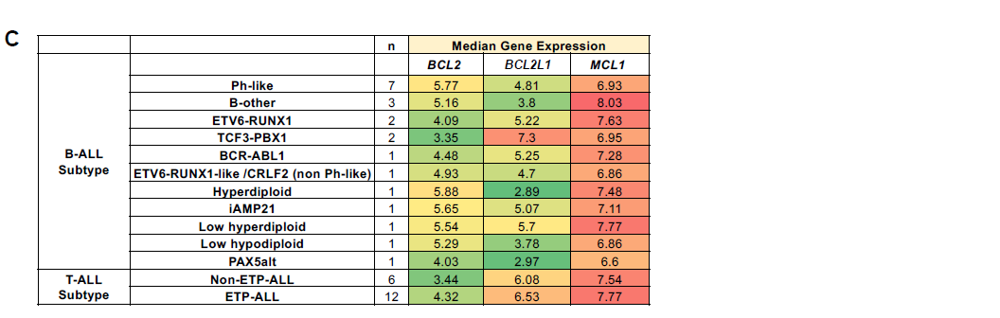 C
n Median Gene Expression
BCL2 BCL2L1 MCL1
Ph-like 7 5.77 4.81 6.93
B-other 3 5.16 3.8 8.03
ETV6-RUNX1 2 4.09 5.22 7.63
TCF3-PBX1 2 3.35 7.3 6.95
B-ALL Subtype BCR-ABL1 1 4.48 5.25 7.28
ETV6-RUNX1-like /CRLF2 (non Ph-like) 1 4.93 4.7 6.86
Hyperdiploid 1 5.88 2.89 7.48
iAMP21 1 5.65 5.07 7.11
Low hyperdiploid 1 5.54 5.7 7.77
Low hypodiploid 1 5.29 3.78 6.86
PAX5alt 1 4.03 2.97 6.6
T-ALL Subtype Non-ETP-ALL 6 3.44 6.08 7.54
ETP-ALL 12 4.32 6.53 7.77